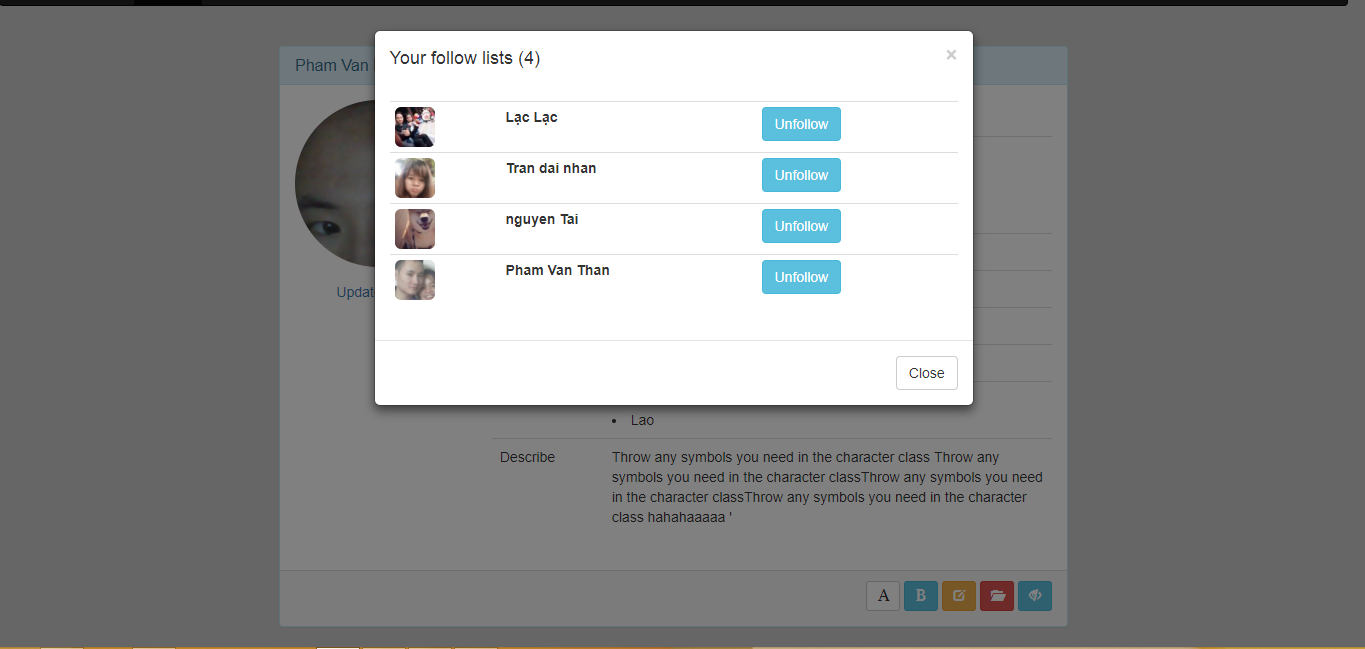 Your follow lists (4)
×
Lạc Lạc
Unfollow
Tran dai nhan
Unfollow
nguyen Tai
Unfollow
Pham Van Than
Unfollow
Close
Pham Van
Lao
Describe
Throw any symbols you need in the character class Throw any
symbols you need in the character classThrow any symbols you need
in the character classThrow any symbols you need in the character
class hahahaaaaa '
A
B